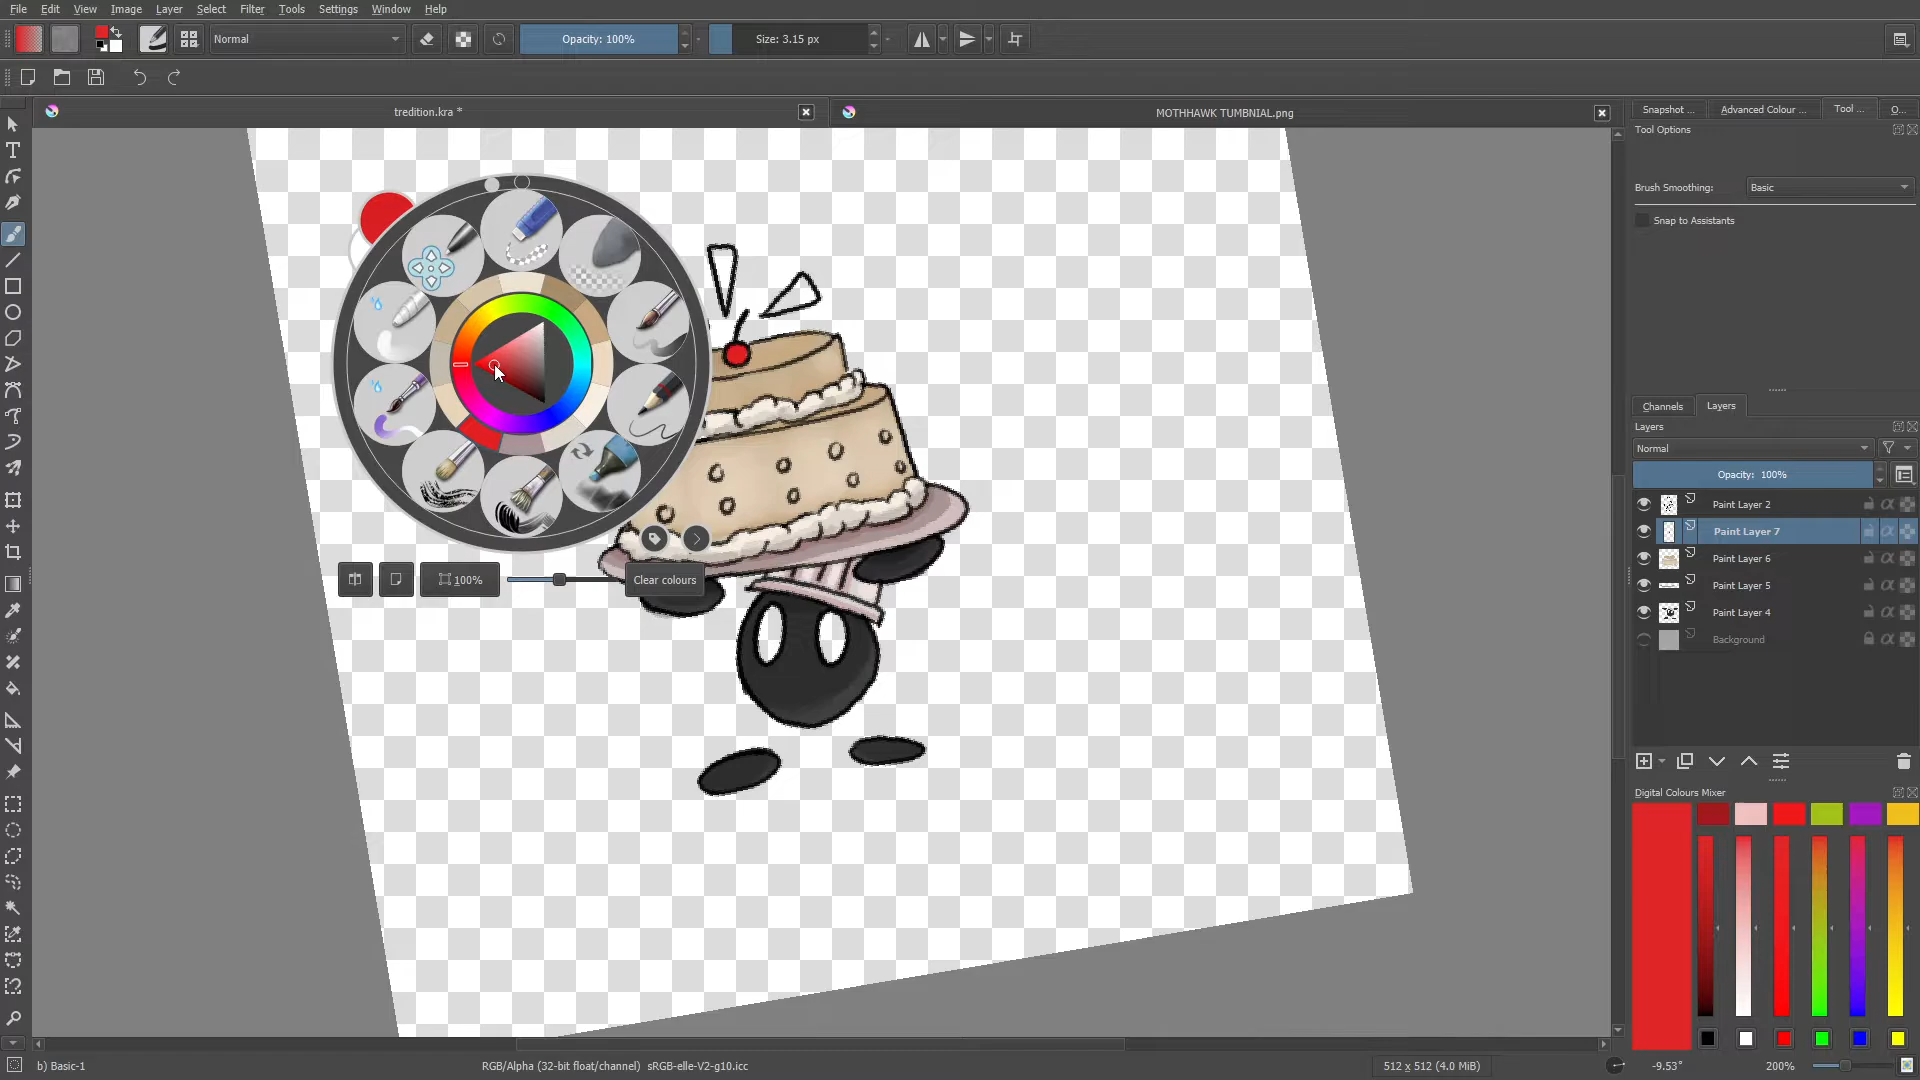 File Edit View Image Layer Select Filter Tools Settings Window Help
Normal Opacity: 100% Size: 3.15 px
tredition.kra * MOTHHAWK TUMBNIAL.png
Snapshot ... Advanced Colour ... Tool ... O...
Tool Options
Brush Smoothing: Basic
Snap to Assistants
Channels Layers
Layers
Normal
Opacity: 100%
Paint Layer 2
Paint Layer 7
Paint Layer 6
Paint Layer 5
Paint Layer 4
Background
100% Clear colours
Digital Colours Mixer
b) Basic-1 RGB/Alpha (32-bit float/channel) sRGB-elle-V2-g10.icc 512 x 512 (4.0 MiB) -9.53° 200%